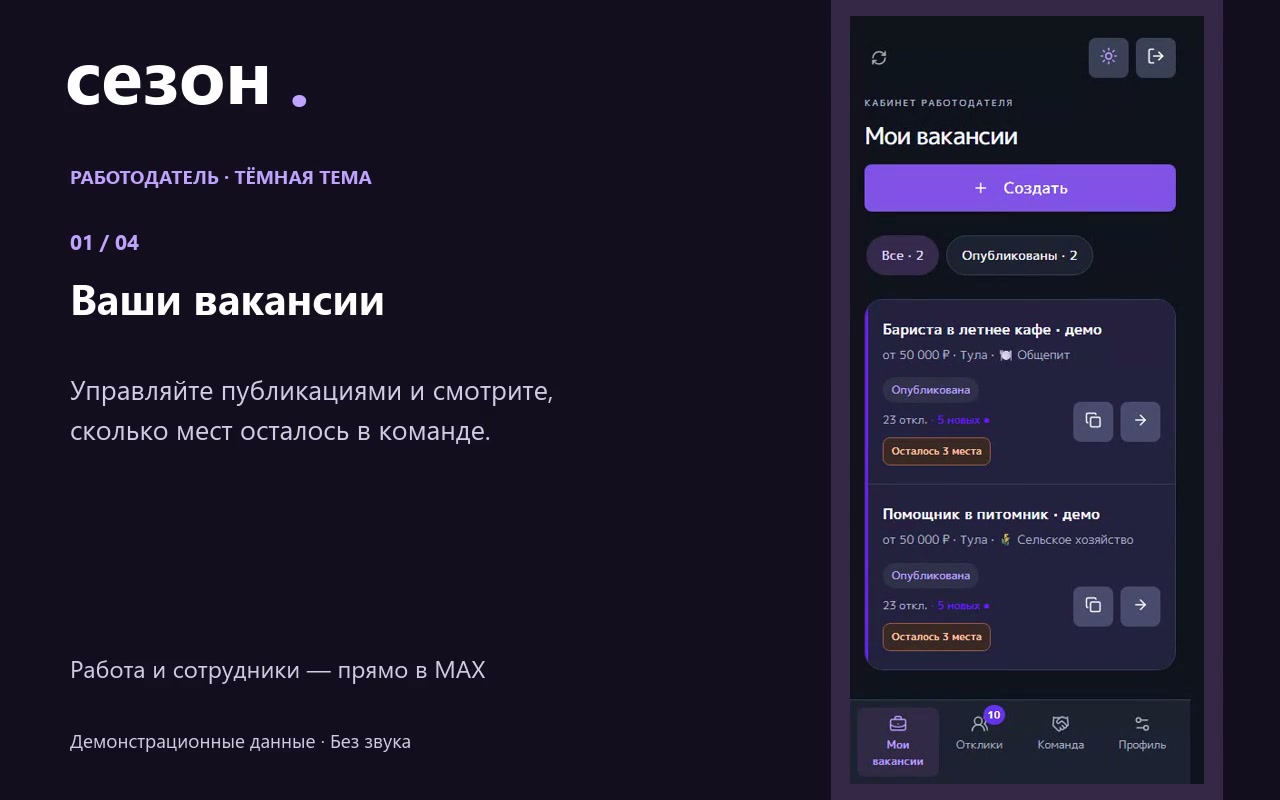 сезон .
РАБОТОДАТЕЛЬ · ТЁМНАЯ ТЕМА
01 / 04
Ваши вакансии
Управляйте публикациями и смотрите,
сколько мест осталось в команде.
Работа и сотрудники — прямо в MAX
Демонстрационные данные · Без звука
КАБИНЕТ РАБОТОДАТЕЛЯ
Мои вакансии
+ Создать
Все · 2
Опубликованы · 2
Бариста в летнее кафе · демо
от 50 000 ₽ · Тула · 🍽 Общепит
Опубликована
23 откл. · 5 новых
Осталось 3 места
Помощник в питомник · демо
от 50 000 ₽ · Тула · 🌾 Сельское хозяйство
Опубликована
23 откл. · 5 новых
Осталось 3 места
Мои вакансии
10
Отклики
Команда
Профиль